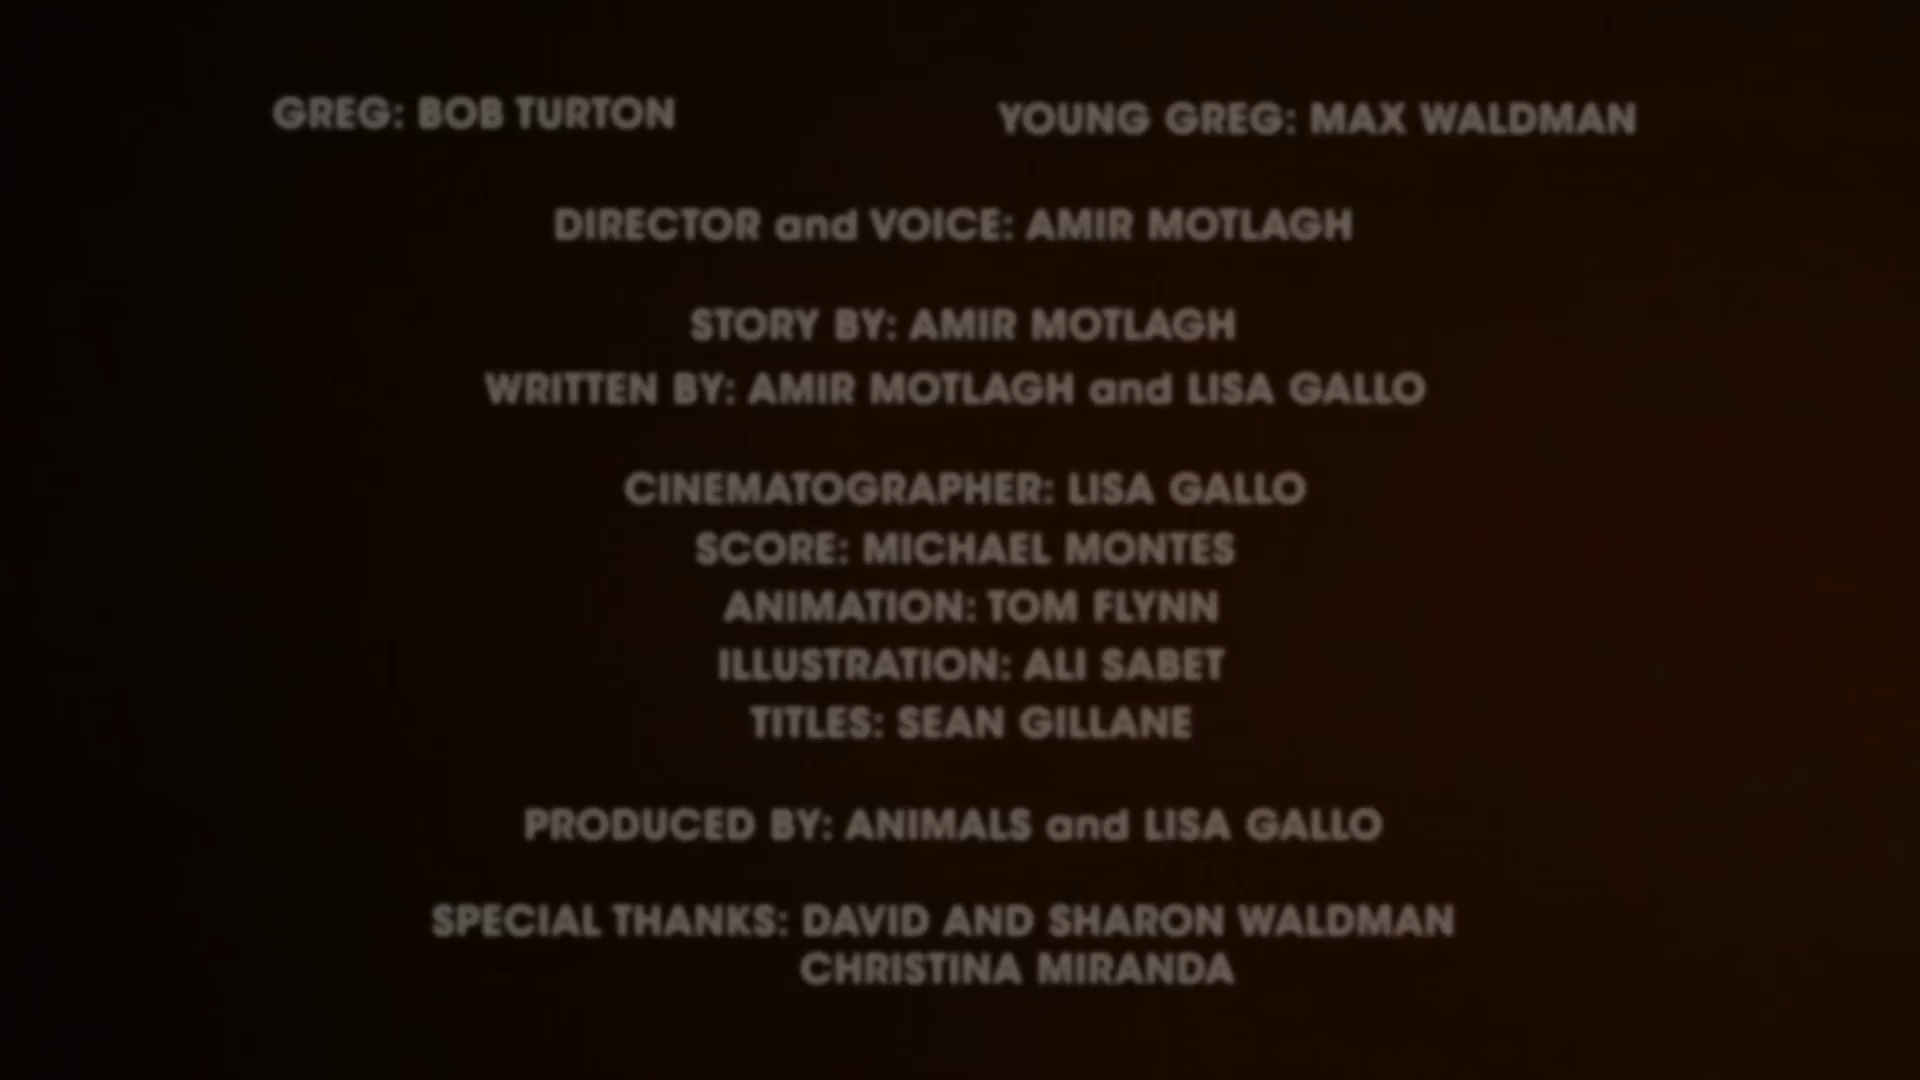 GREG: BOB TURTON
YOUNG GREG: MAX WALDMAN
DIRECTOR and VOICE: AMIR MOTLAGH
STORY BY: AMIR MOTLAGH
WRITTEN BY: AMIR MOTLAGH and LISA GALLO
CINEMATOGRAPHER: LISA GALLO
SCORE: MICHAEL MONTES
ANIMATION: TOM FLYNN
ILLUSTRATION: ALI SABET
TITLES: SEAN GILLANE
PRODUCED BY: ANIMALS and LISA GALLO
SPECIAL THANKS: DAVID AND SHARON WALDMAN
CHRISTINA MIRANDA